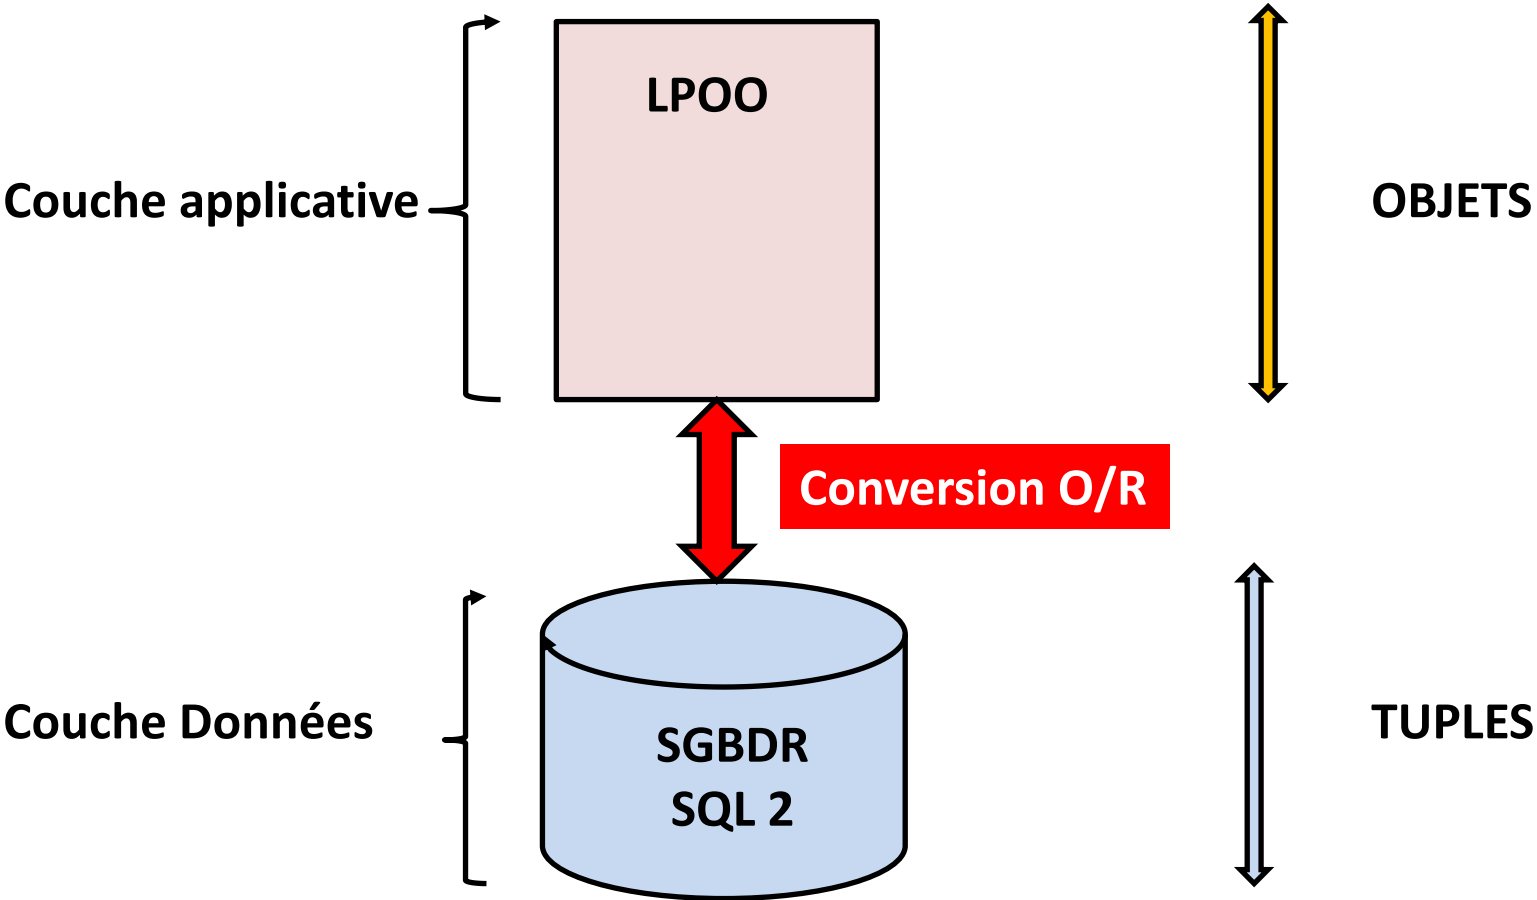 LPOO
Couche applicative
OBJETS
Conversion O/R
Couche Données
TUPLES
SGBDR
SQL 2